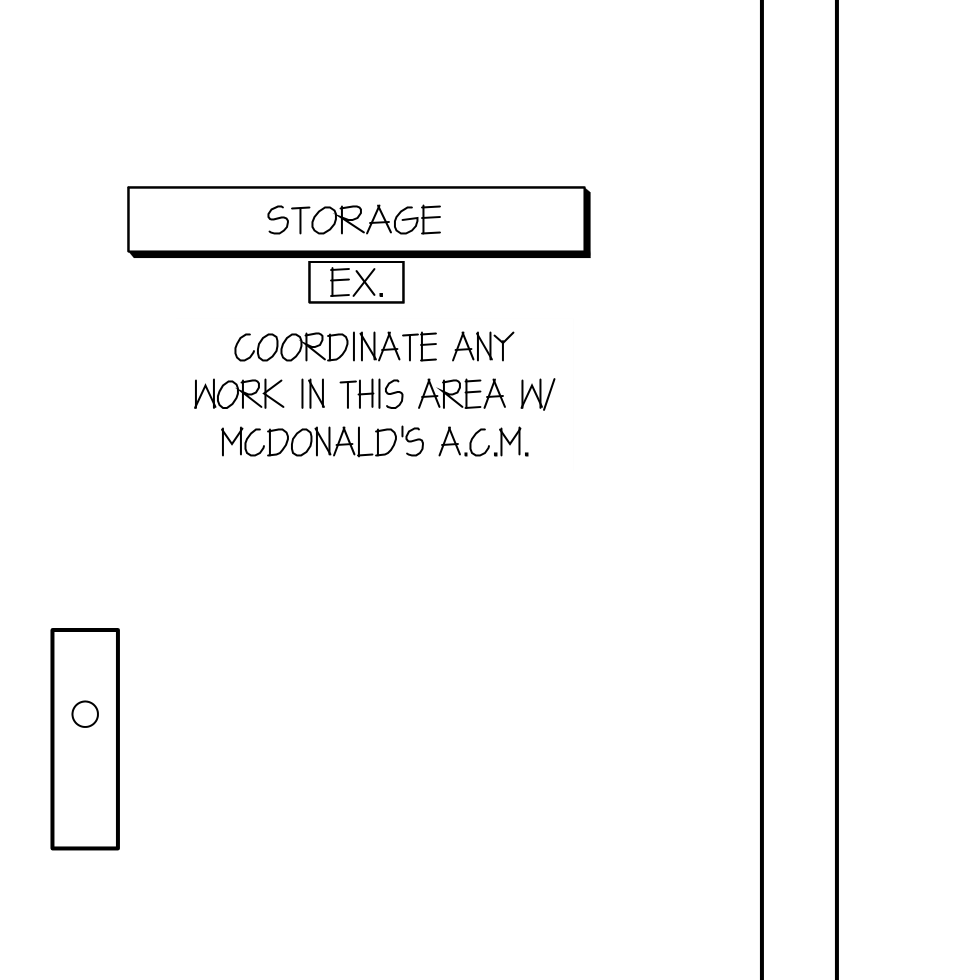 STORAGE
EX.
COORDINATE ANY
WORK IN THIS AREA W/
MCDONALD'S A.C.M.